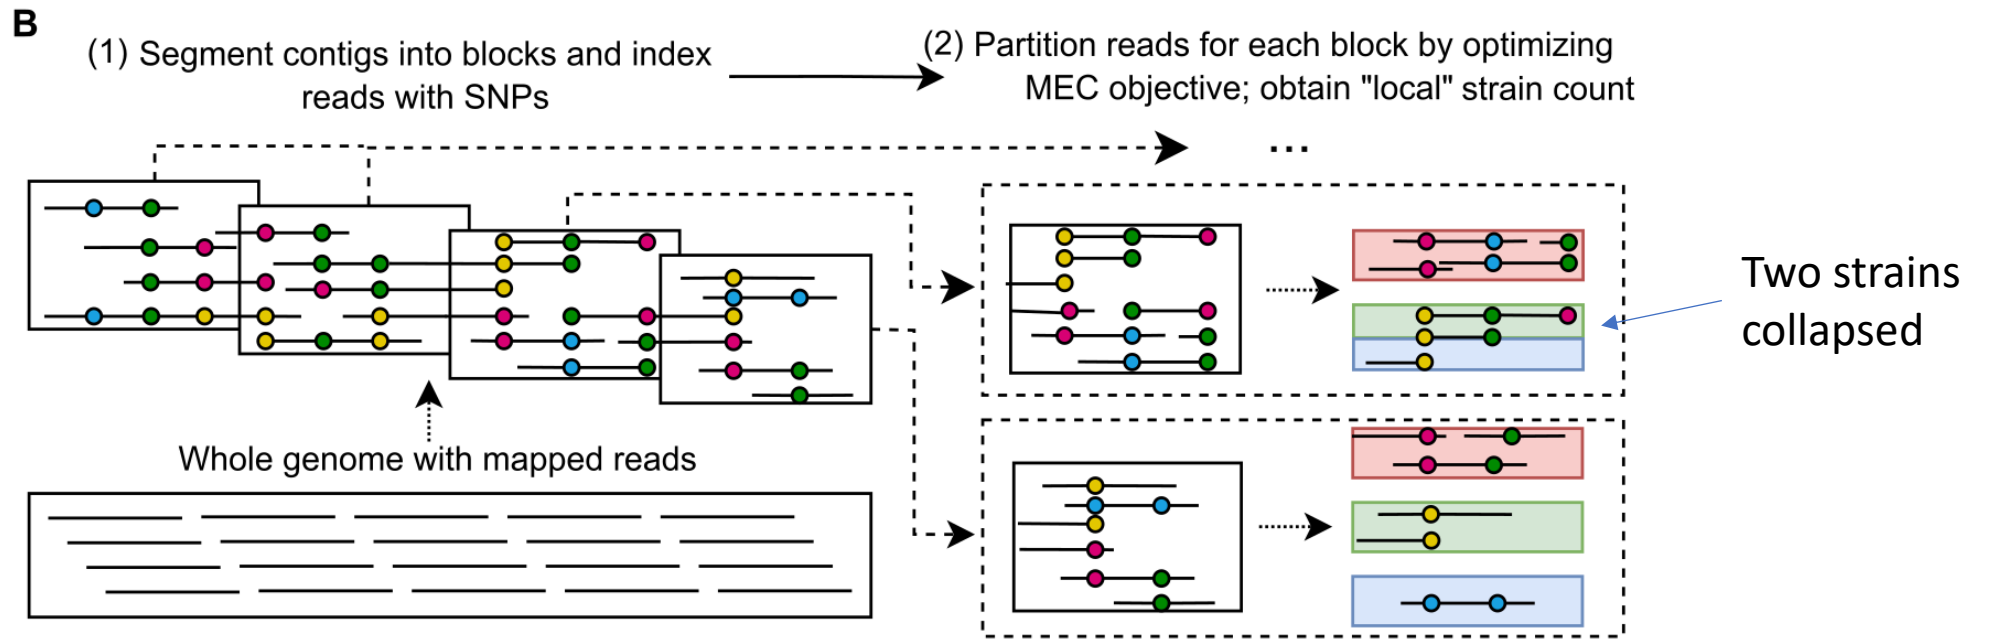 B
(1) Segment contigs into blocks and index
reads with SNPs
(2) Partition reads for each block by optimizing
MEC objective; obtain "local" strain count
...
Two strains
collapsed
Whole genome with mapped reads